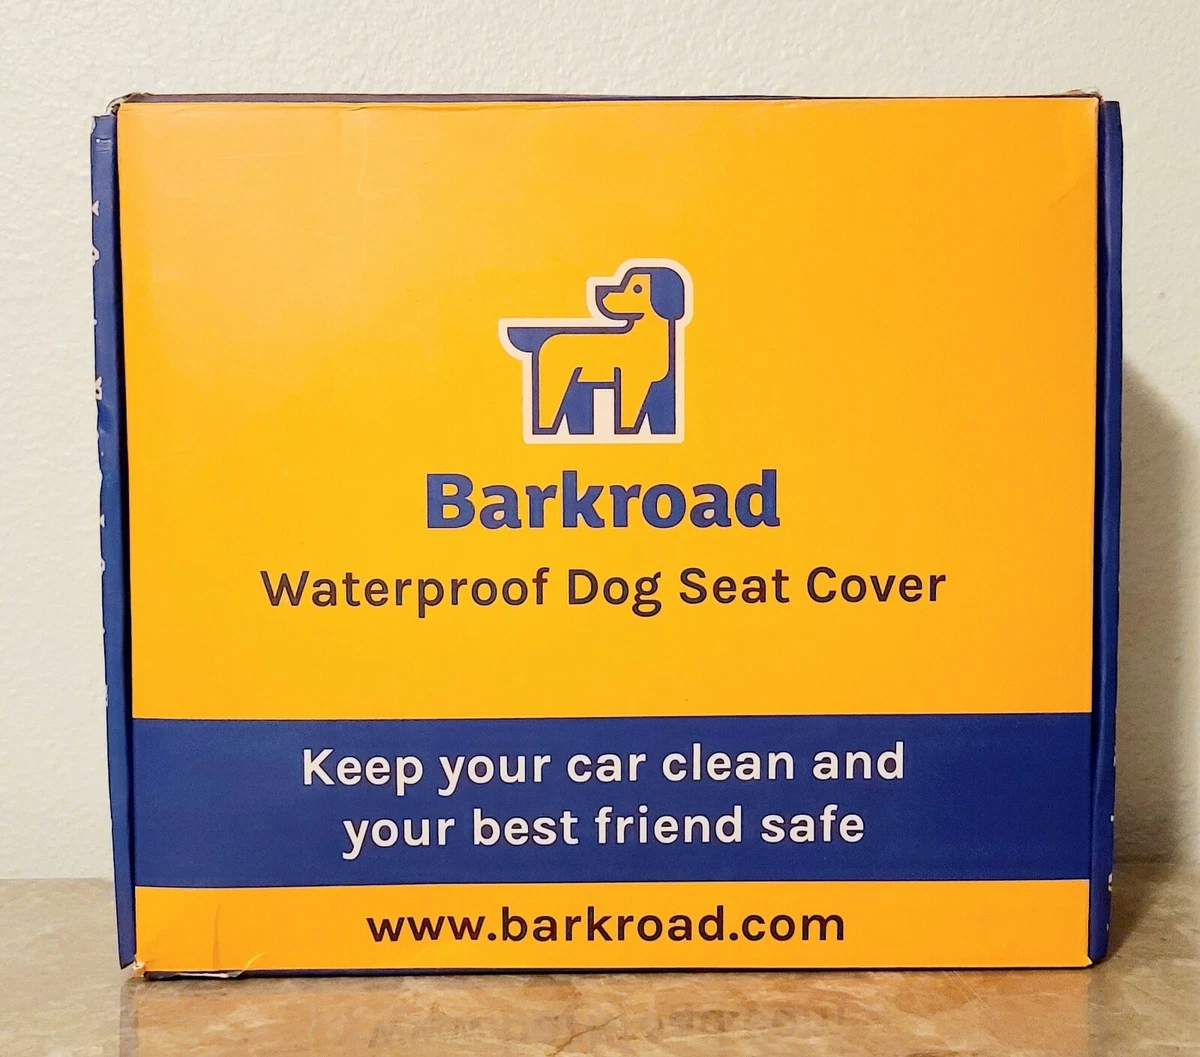 Barkroad
Waterproof Dog Seat Cover
Keep your car clean and
your best friend safe
www.barkroad.com